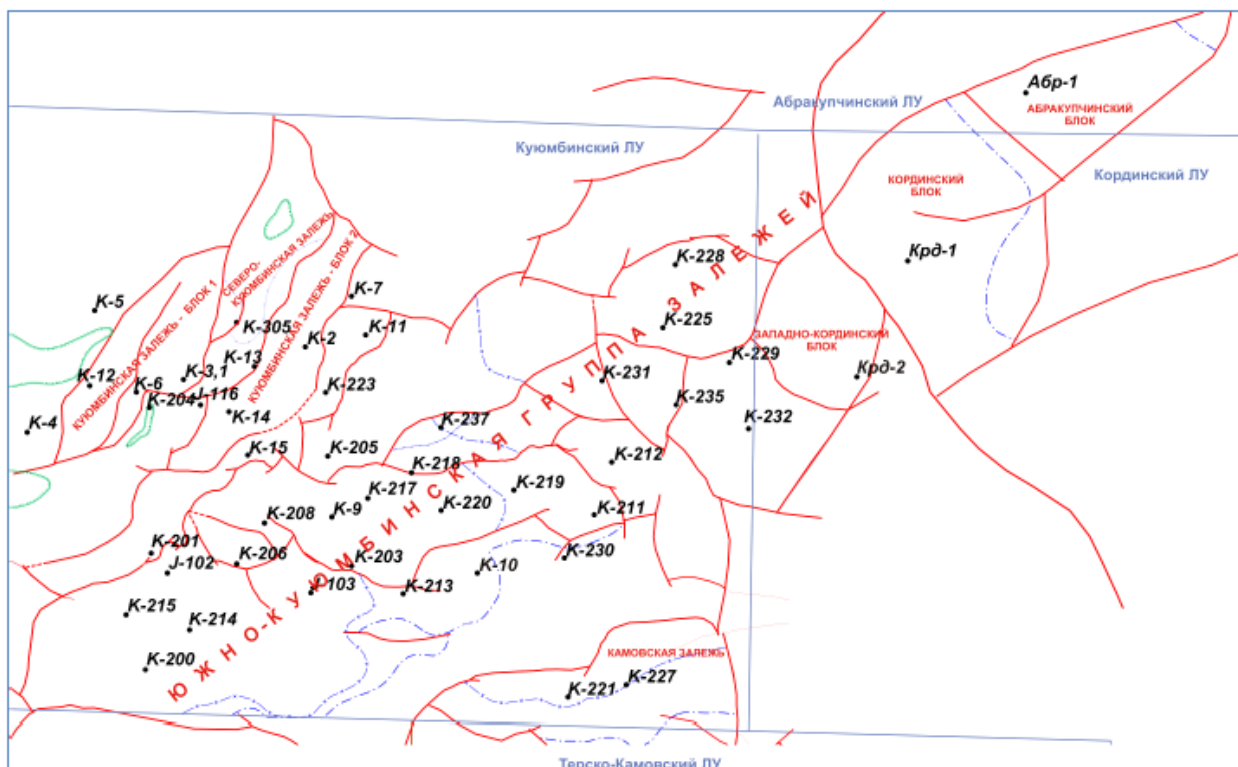 Абр-1
Абракупчинский ЛУ
АБРАКУПЧИНСКИЙ
БЛОК
Куюмбинский ЛУ
КОРДИНСКИЙ
БЛОК
Кординский ЛУ
ЮЖНО-КУЮМБИНСКАЯ ГРУППА ЗАЛЕЖЕЙ
СЕВЕРО-
КУЮМБИНСКАЯ ЗАЛЕЖЬ
КУЮМБИНСКАЯ ЗАЛЕЖЬ - БЛОК 2
КУЮМБИНСКАЯ ЗАЛЕЖЬ - БЛОК 1
К-228
Крд-1
К-7
К-5
К-305
К-2
К-11
К-225
ЗАПАДНО-КОРДИНСКИЙ
БЛОК
К-13
К-229
Крд-2
К-12
К-6
К-3,1
К-223
К-231
К-204
J-116
К-14
К-235
К-232
К-4
К-237
К-15
К-205
К-212
К-218
К-217
К-219
К-208
К-9
К-220
К-211
К-201
К-206
К-203
К-230
J-102
К-10
J-103
К-213
К-215
К-214
К-200
КАМОВСКАЯ ЗАЛЕЖЬ
К-227
К-221
Терско-Камовский ЛУ